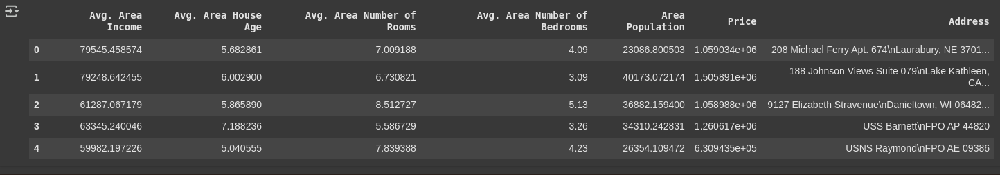 Avg. Area Income Avg. Area House Age Avg. Area Number of Rooms Avg. Area Number of Bedrooms Area Population Price Address
0 79545.458574 5.682861 7.009188 4.09 23086.800503 1.059034e+06 208 Michael Ferry Apt. 674\nLaurabury, NE 3701...
1 79248.642455 6.002900 6.730821 3.09 40173.072174 1.505891e+06 188 Johnson Views Suite 079\nLake Kathleen, CA...
2 61287.067179 5.865890 8.512727 5.13 36882.159400 1.058988e+06 9127 Elizabeth Stravenue\nDanieltown, WI 06482...
3 63345.240046 7.188236 5.586729 3.26 34310.242831 1.260617e+06 USS Barnett\nFPO AP 44820
4 59982.197226 5.040555 7.839388 4.23 26354.109472 6.309435e+05 USNS Raymond\nFPO AE 09386